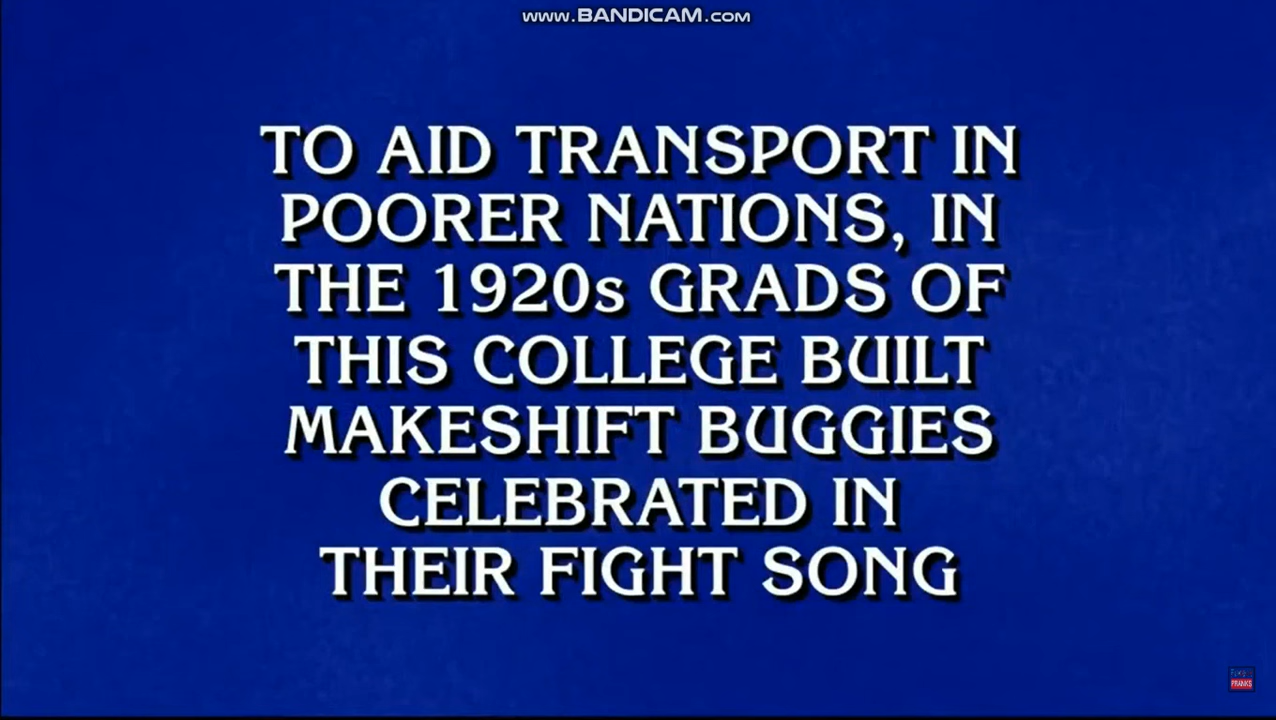 www.BANDICAM.com
TO AID TRANSPORT IN
POORER NATIONS, IN
THE 1920s GRADS OF
THIS COLLEGE BUILT
MAKESHIFT BUGGIES
CELEBRATED IN
THEIR FIGHT SONG
PRANKS